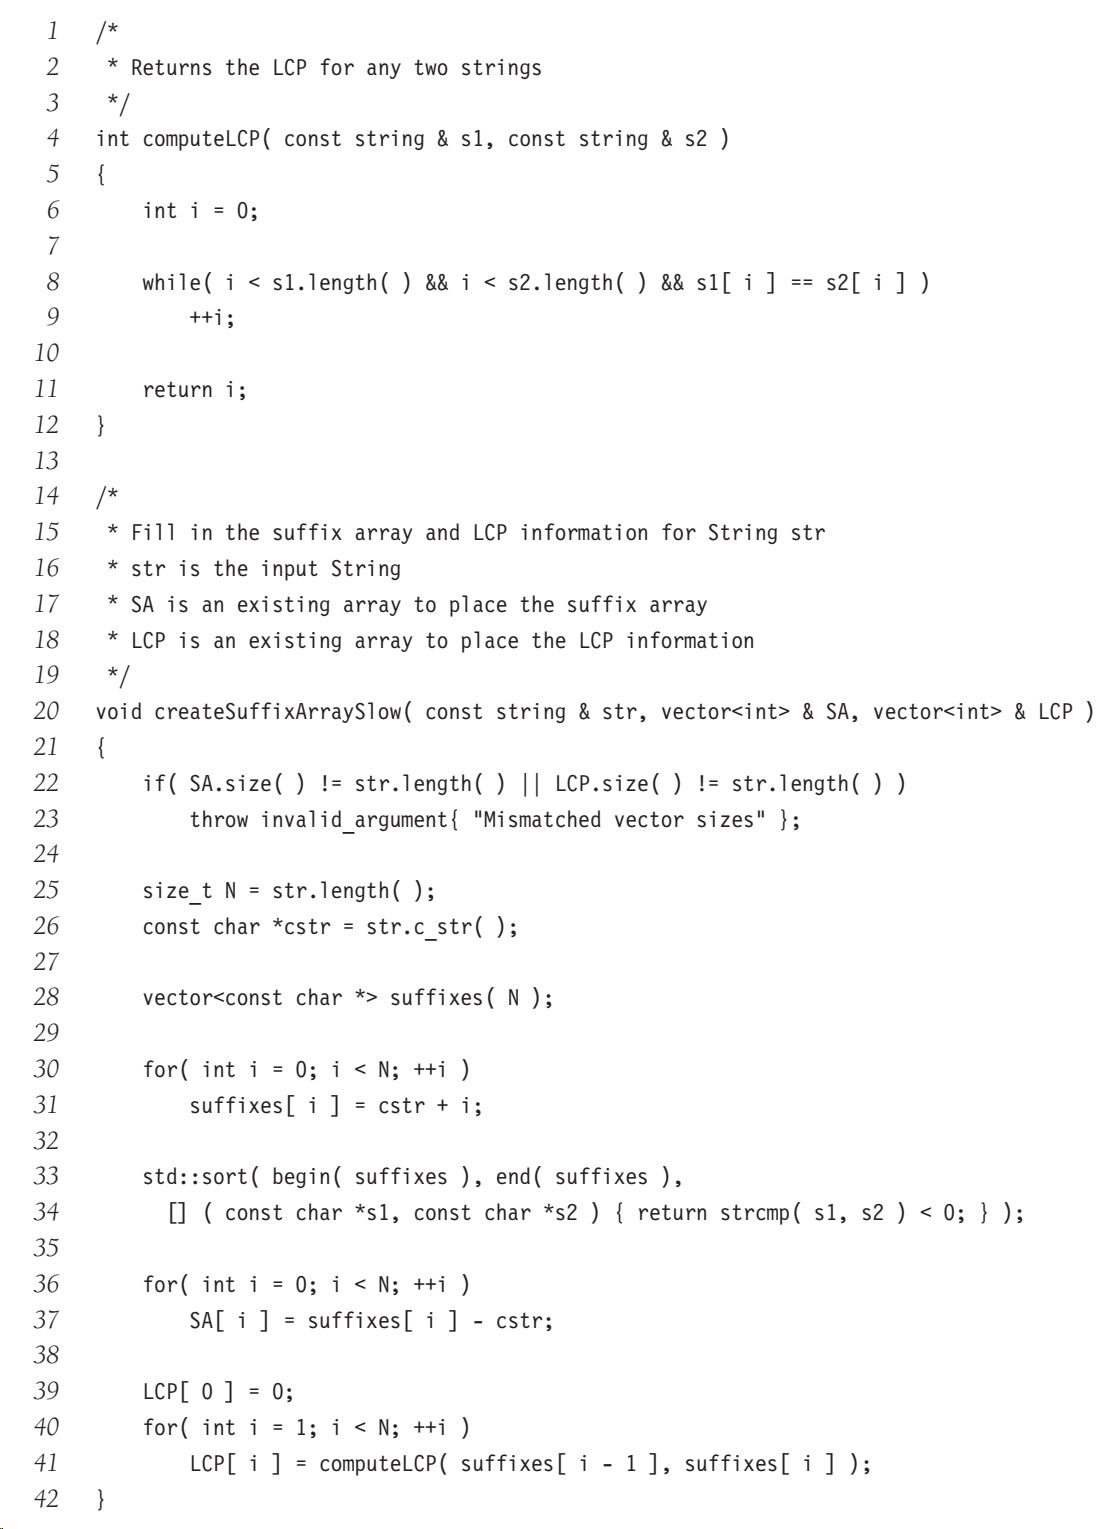 1 /*
2  * Returns the LCP for any two strings
3  */
4 int computeLCP( const string & s1, const string & s2 )
5 {
6     int i = 0;
7
8     while( i < s1.length( ) && i < s2.length( ) && s1[ i ] == s2[ i ] )
9         ++i;
10
11     return i;
12 }
13
14 /*
15  * Fill in the suffix array and LCP information for String str
16  * str is the input String
17  * SA is an existing array to place the suffix array
18  * LCP is an existing array to place the LCP information
19  */
20 void createSuffixArraySlow( const string & str, vector<int> & SA, vector<int> & LCP )
21 {
22     if( SA.size( ) != str.length( ) || LCP.size( ) != str.length( ) )
23         throw invalid_argument{ "Mismatched vector sizes" };
24
25     size_t N = str.length( );
26     const char *cstr = str.c_str( );
27
28     vector<const char *> suffixes( N );
29
30     for( int i = 0; i < N; ++i )
31         suffixes[ i ] = cstr + i;
32
33     std::sort( begin( suffixes ), end( suffixes ),
34       [] ( const char *s1, const char *s2 ) { return strcmp( s1, s2 ) < 0; } );
35
36     for( int i = 0; i < N; ++i )
37         SA[ i ] = suffixes[ i ] - cstr;
38
39     LCP[ 0 ] = 0;
40     for( int i = 1; i < N; ++i )
41         LCP[ i ] = computeLCP( suffixes[ i - 1 ], suffixes[ i ] );
42 }